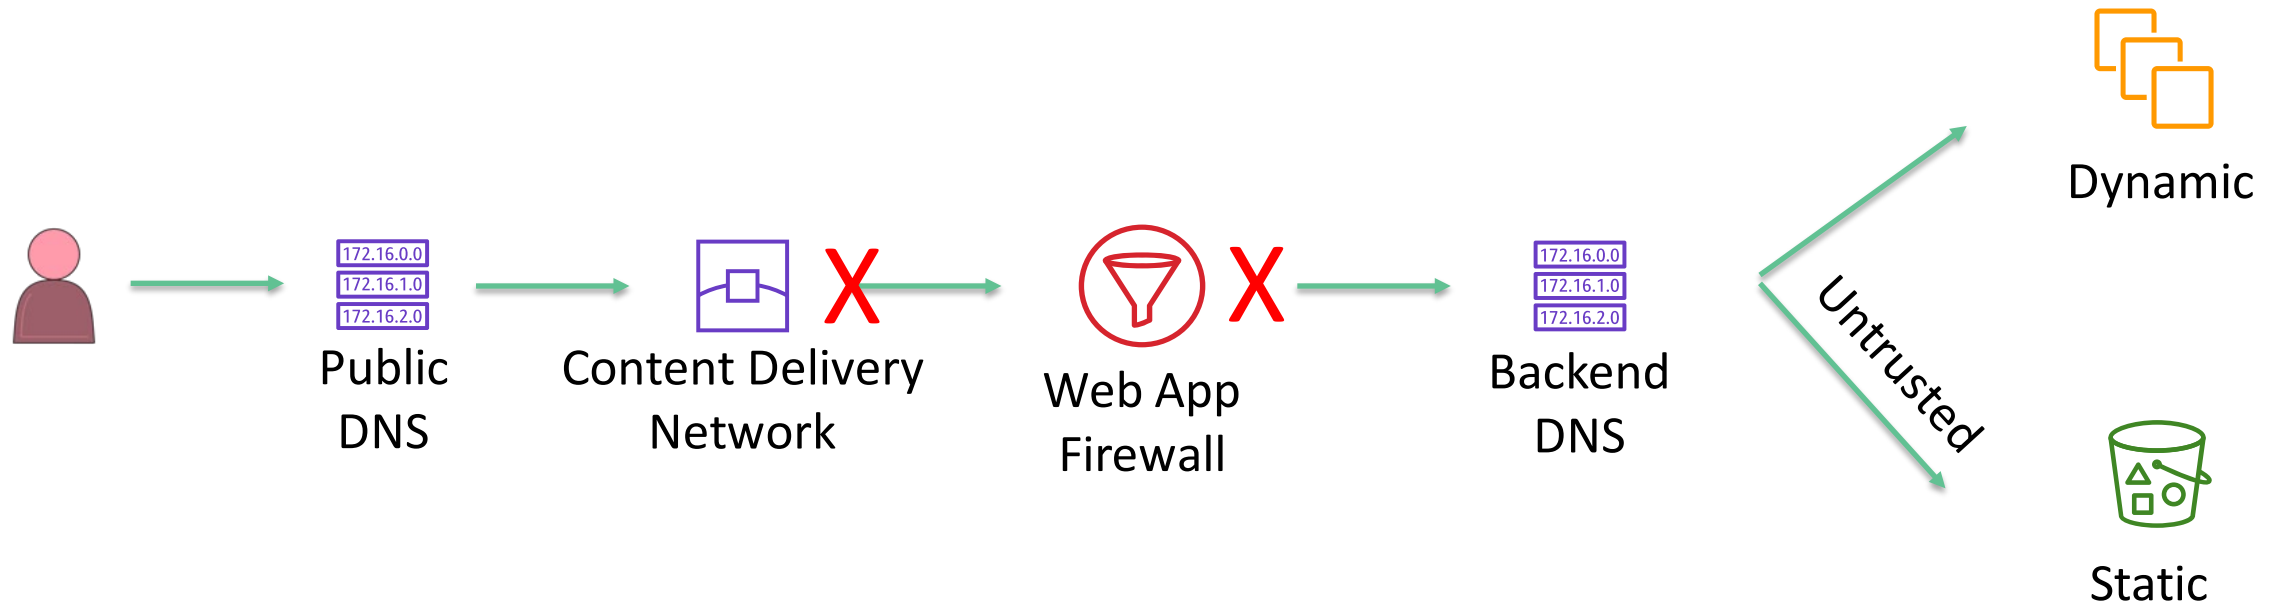 172.16.0.0
172.16.1.0
172.16.2.0
Public
DNS
Content Delivery
Network
X
Web App
Firewall
X
172.16.0.0
172.16.1.0
172.16.2.0
Backend
DNS
Untrusted
Dynamic
Static